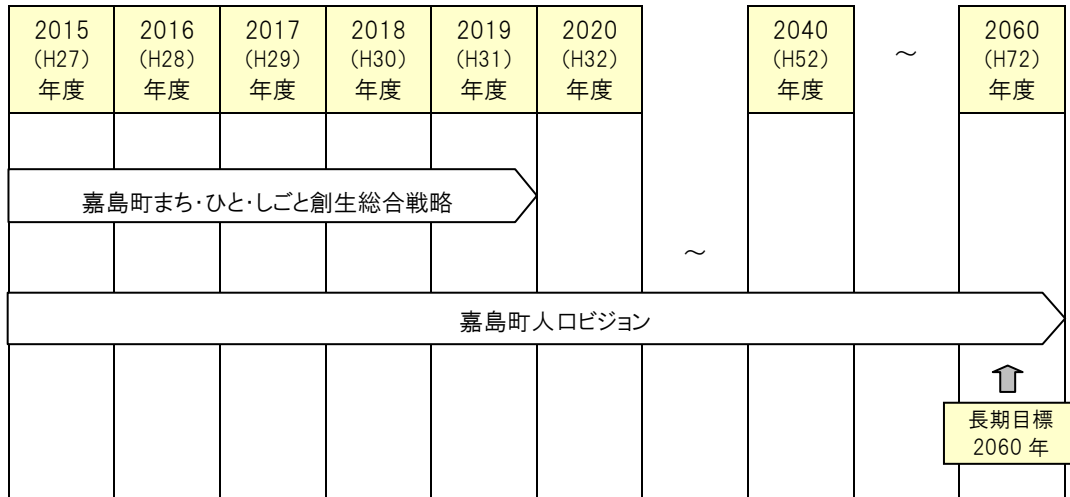 2015
(H27)
年度
2016
(H28)
年度
2017
(H29)
年度
2018
(H30)
年度
2019
(H31)
年度
2020
(H32)
年度
2040
(H52)
年度
～
2060
(H72)
年度
嘉島町まち・ひと・しごと創生総合戦略
～
嘉島町人口ビジョン
長期目標
2060 年